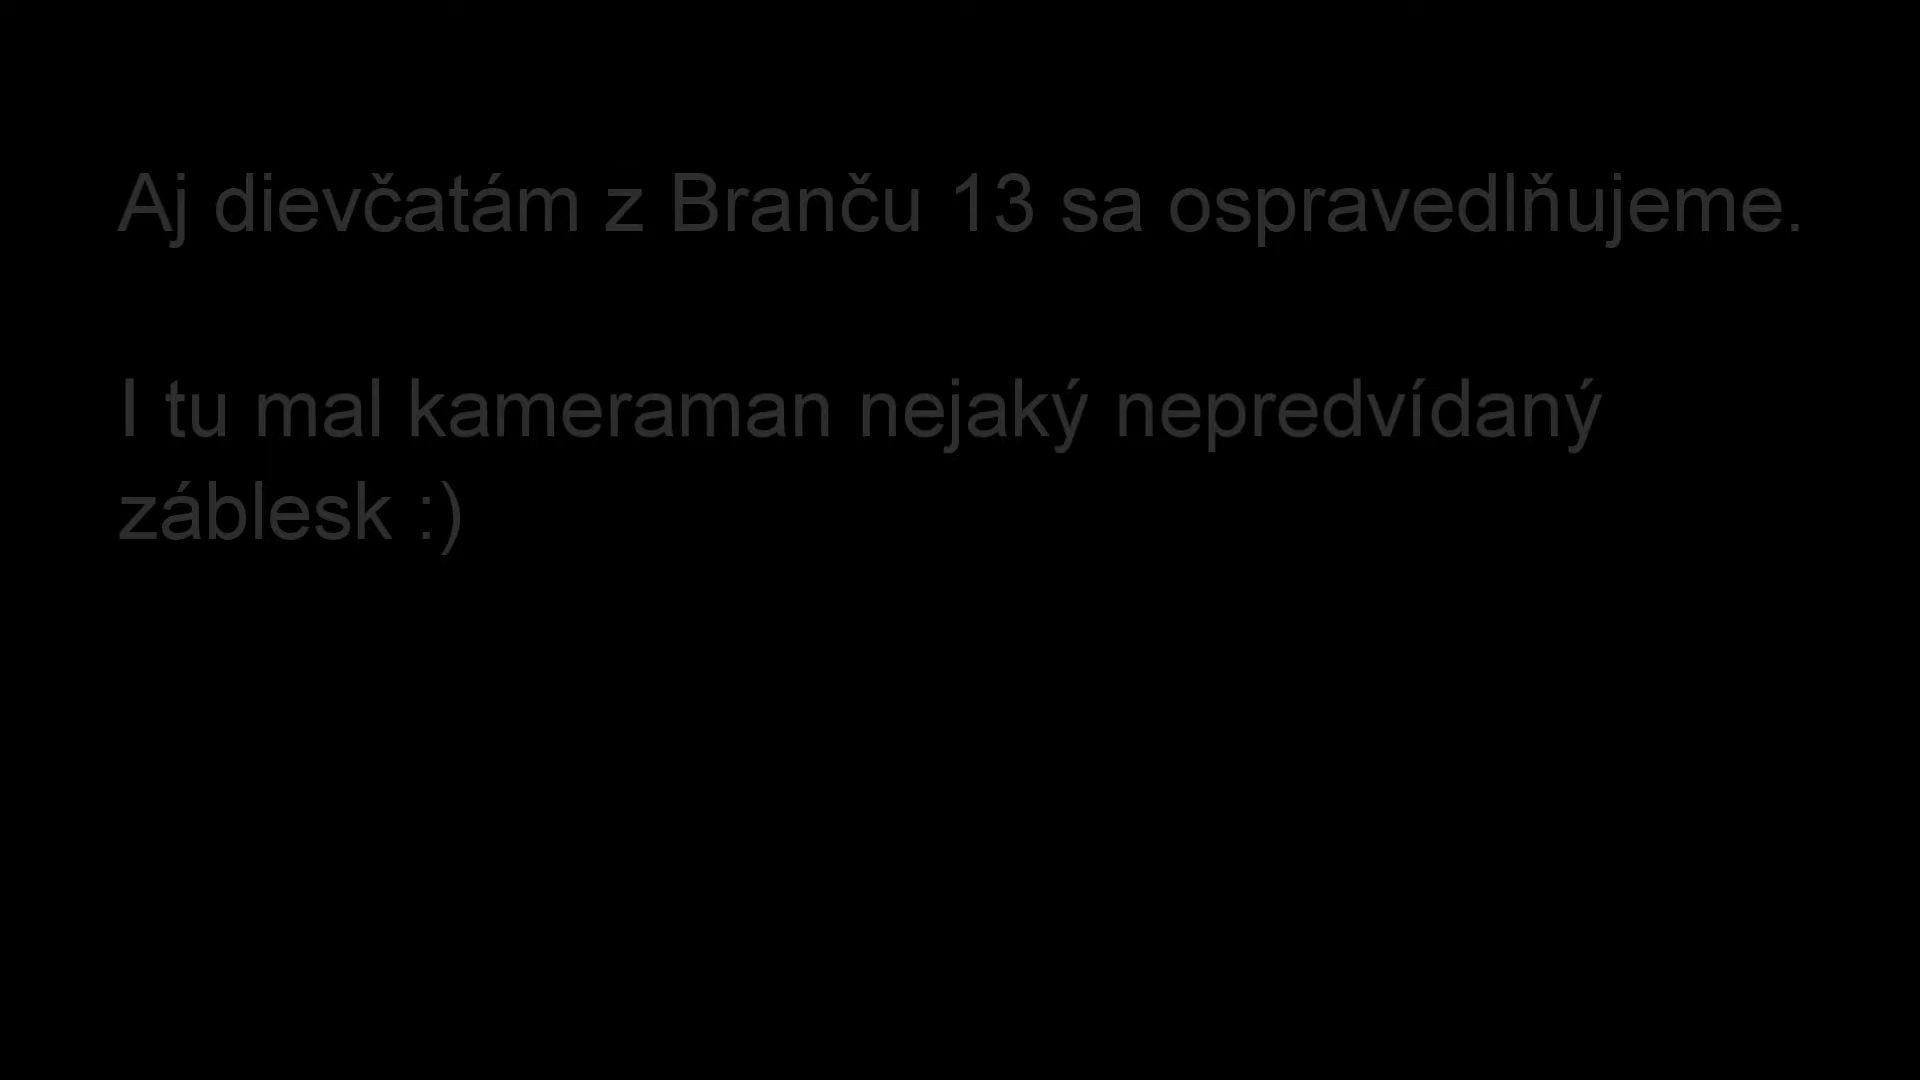 Aj dievčatám z Branču 13 sa ospravedlňujeme.
I tu mal kameraman nejaký nepredvídaný
záblesk :)